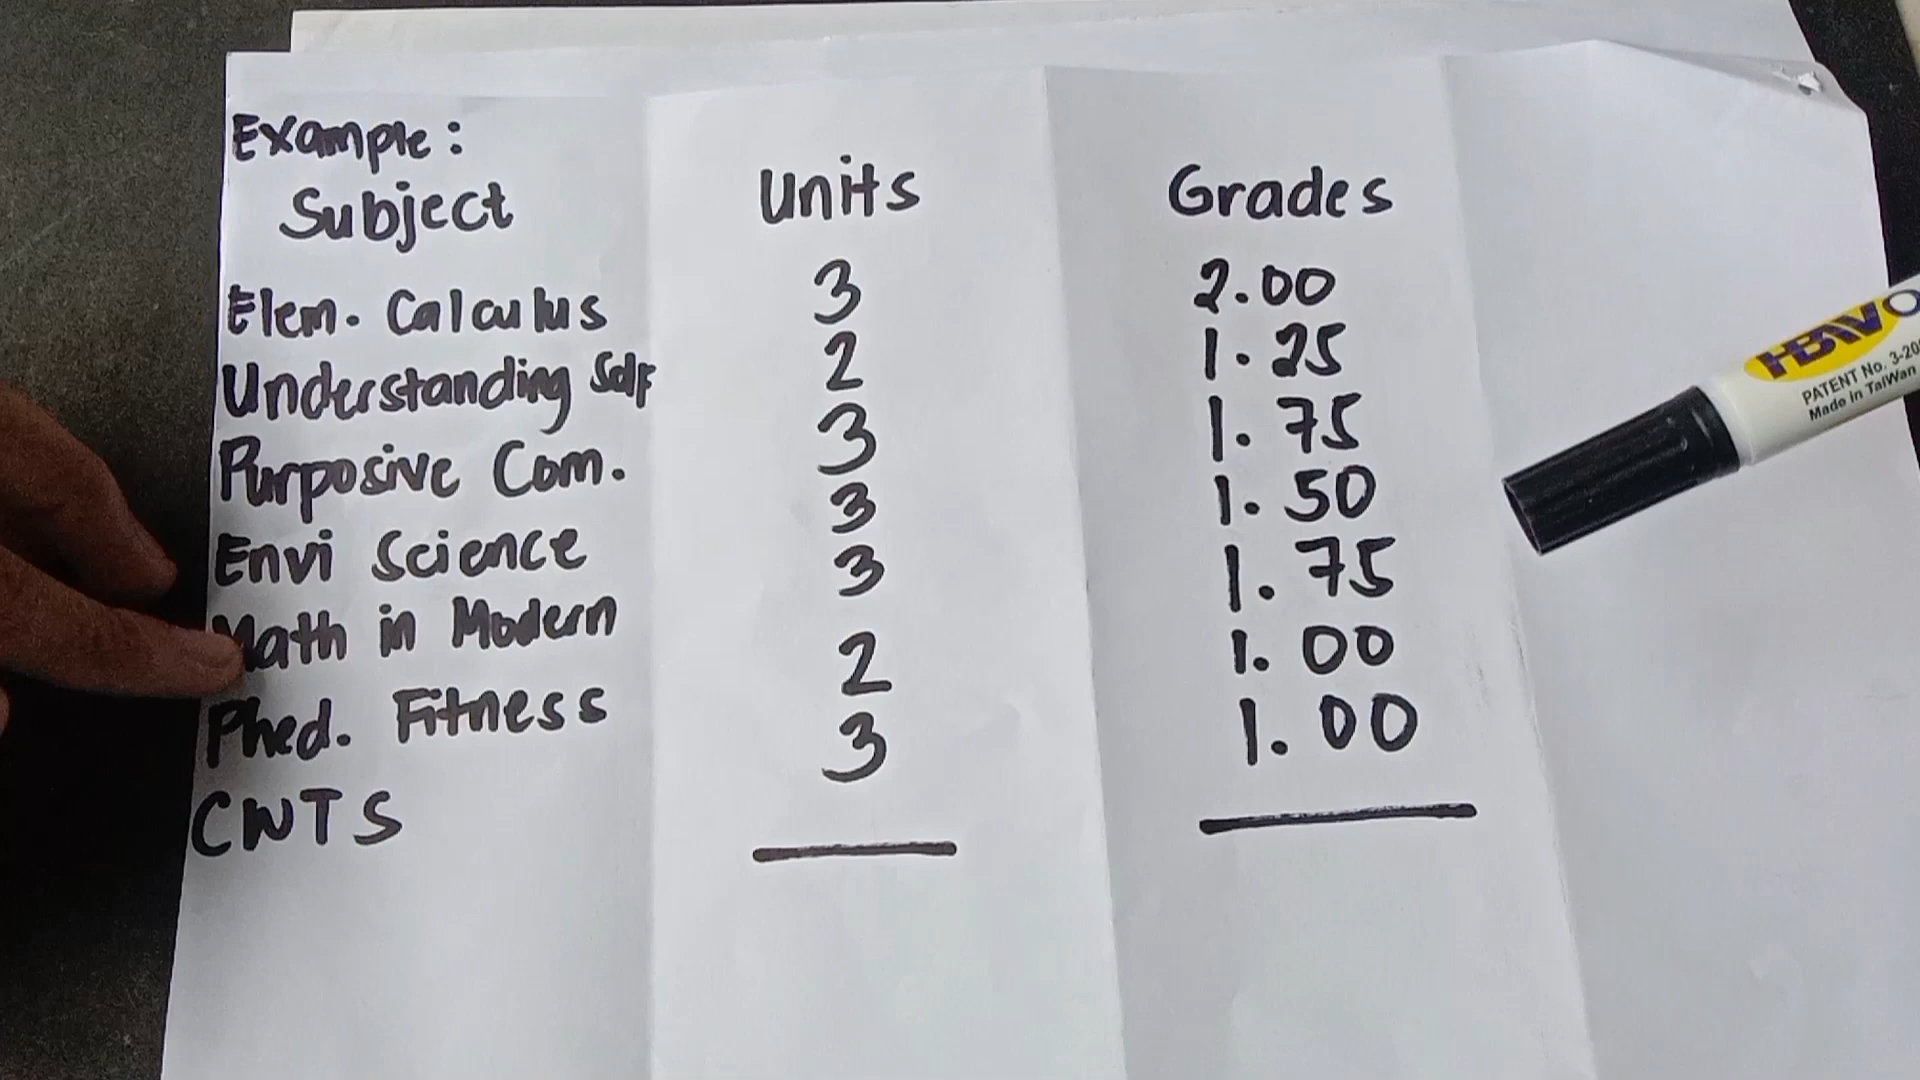 Example:
Subject Units Grades
Elem. Calculus 3 2.00
Understanding Self 2 1.25
Purposive Com. 3 1.75
Envi Science 3 1.50
Math in Modern 3 1.75
Phed. Fitness 2 1.00
CWTS 3 1.00
PATENT No. 3-20
Made in TaiWan